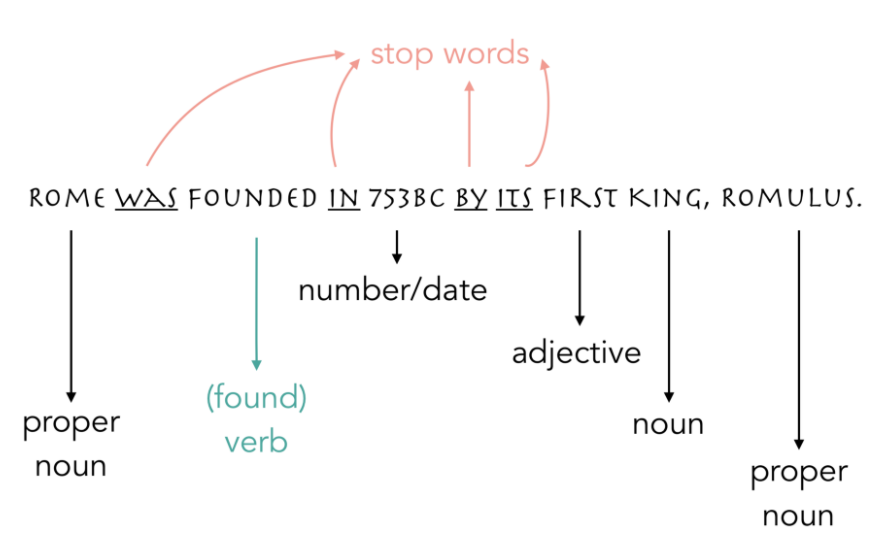 stop words
ROME WAS FOUNDED IN 753BC BY ITS FIRST KING, ROMULUS.
number/date
adjective
(found)
verb
proper
noun
noun
proper
noun